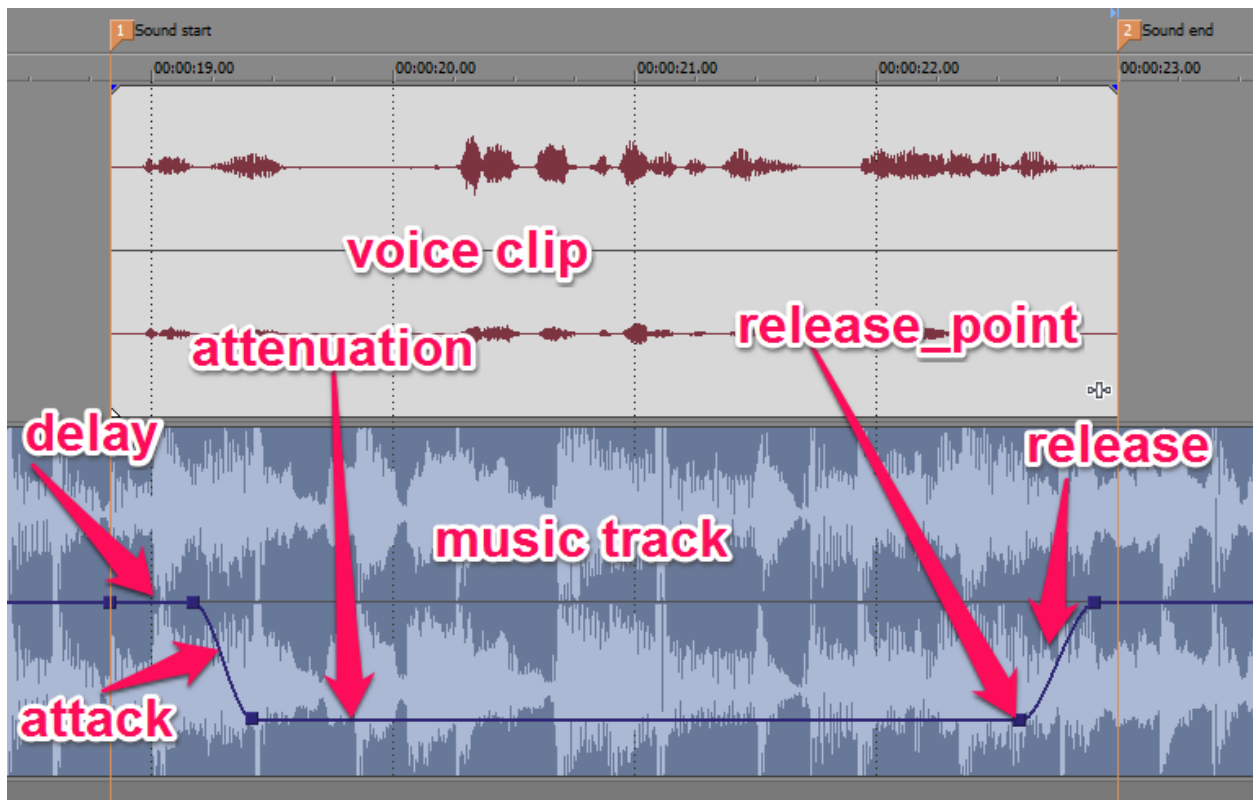 1 Sound start
2 Sound end
00:00:19.00 00:00:20.00 00:00:21.00 00:00:22.00 00:00:23.00
voice clip
attenuation
release_point
delay
release
music track
attack